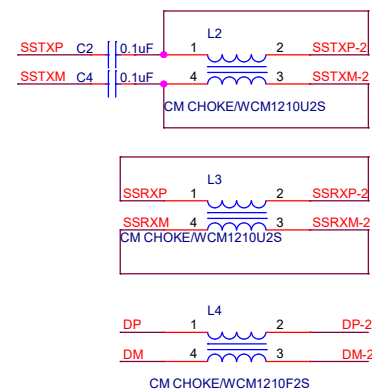 L2
SSTXP C2 0.1uF 1 2 SSTXP-2
SSTXM C4 0.1uF 4 3 SSTXM-2
CM CHOKE/WCM1210U2S
L3
SSRXP 1 2 SSRXP-2
SSRXM 4 3 SSRXM-2
CM CHOKE/WCM1210U2S
L4
DP 1 2 DP-2
DM 4 3 DM-2
CM CHOKE/WCM1210F2S